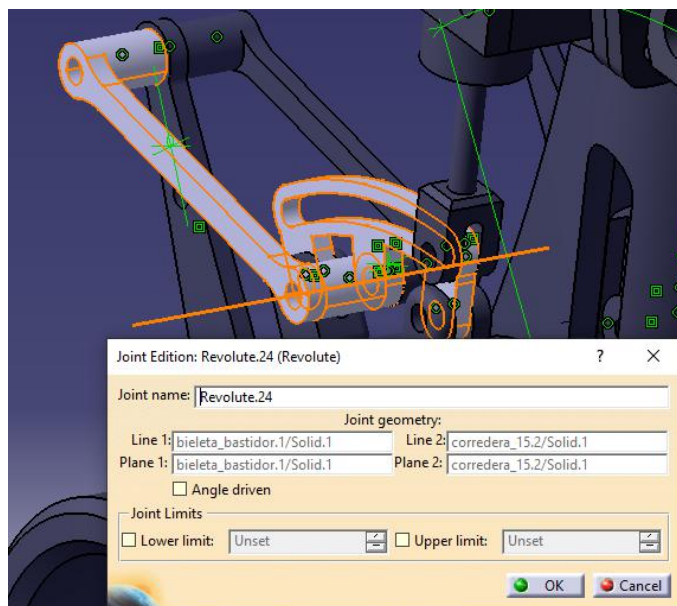 Joint Edition: Revolute.24 (Revolute) ? ×
Joint name: Revolute.24
Joint geometry:
Line 1: bieleta_bastidor.1/Solid.1 Line 2: corredera_15.2/Solid.1
Plane 1: bieleta_bastidor.1/Solid.1 Plane 2: corredera_15.2/Solid.1
Angle driven
Joint Limits
Lower limit: Unset Upper limit: Unset
OK Cancel